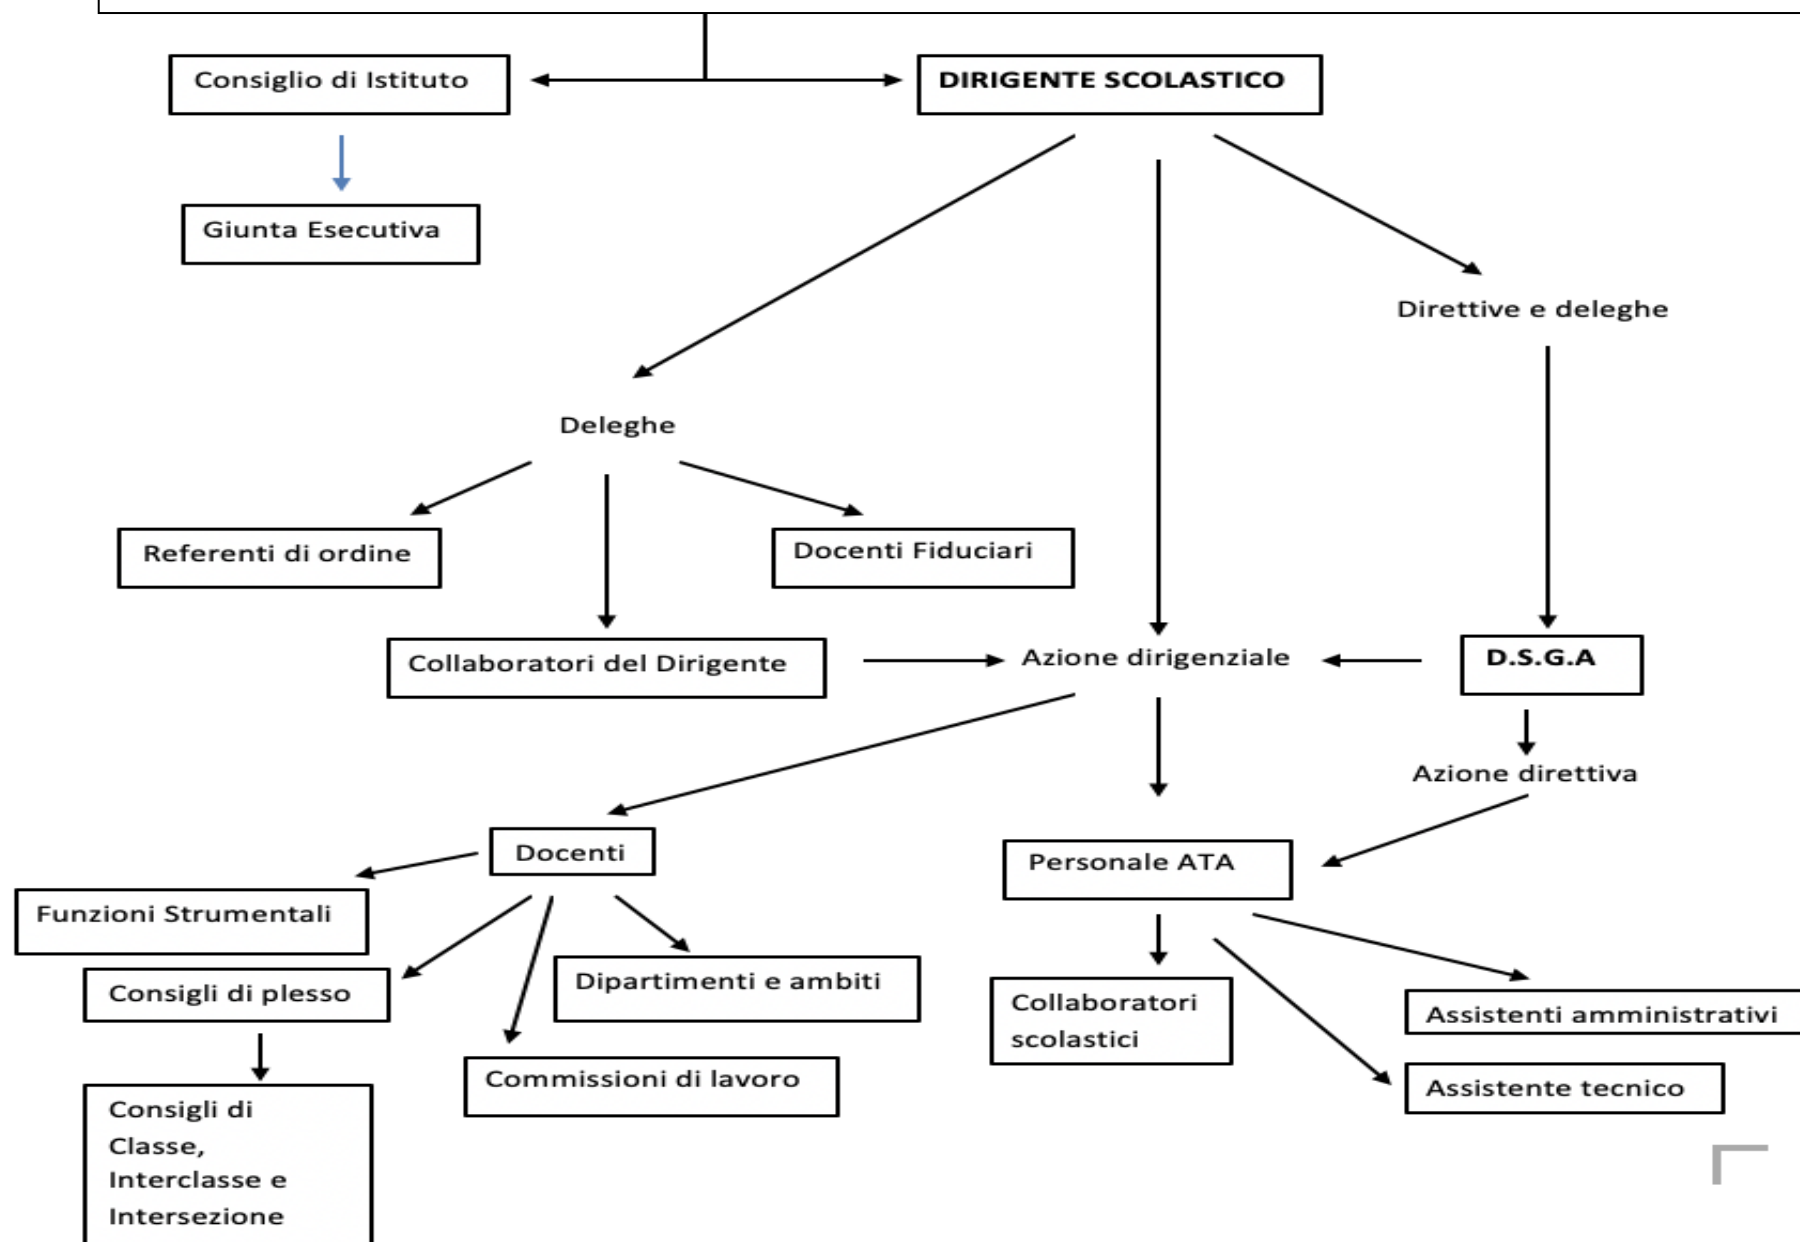 Consiglio di Istituto
DIRIGENTE SCOLASTICO
Giunta Esecutiva
Direttive e deleghe
Deleghe
Referenti di ordine
Docenti Fiduciari
Collaboratori del Dirigente
Azione dirigenziale
D.S.G.A
Azione direttiva
Docenti
Personale ATA
Funzioni Strumentali
Consigli di plesso
Dipartimenti e ambiti
Collaboratori
scolastici
Assistenti amministrativi
Commissioni di lavoro
Assistente tecnico
Consigli di
Classe,
Interclasse e
Intersezione